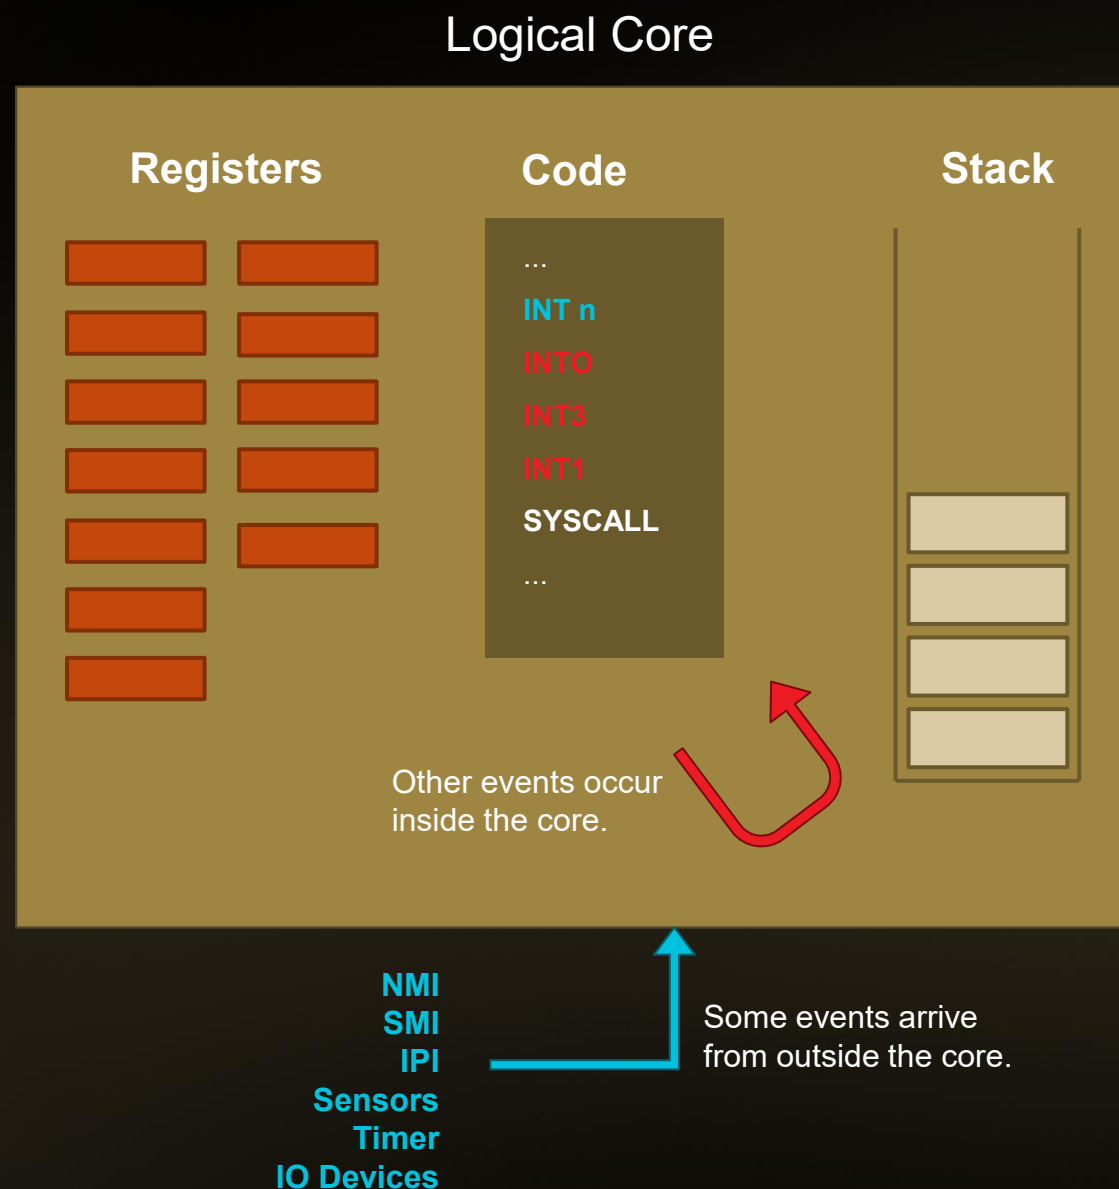 Logical Core
Registers
Code
Stack
...
INT n
INTO
INT3
INT1
SYSCALL
...
Other events occur
inside the core.
NMI
SMI
IPI
Sensors
Timer
IO Devices
Some events arrive
from outside the core.